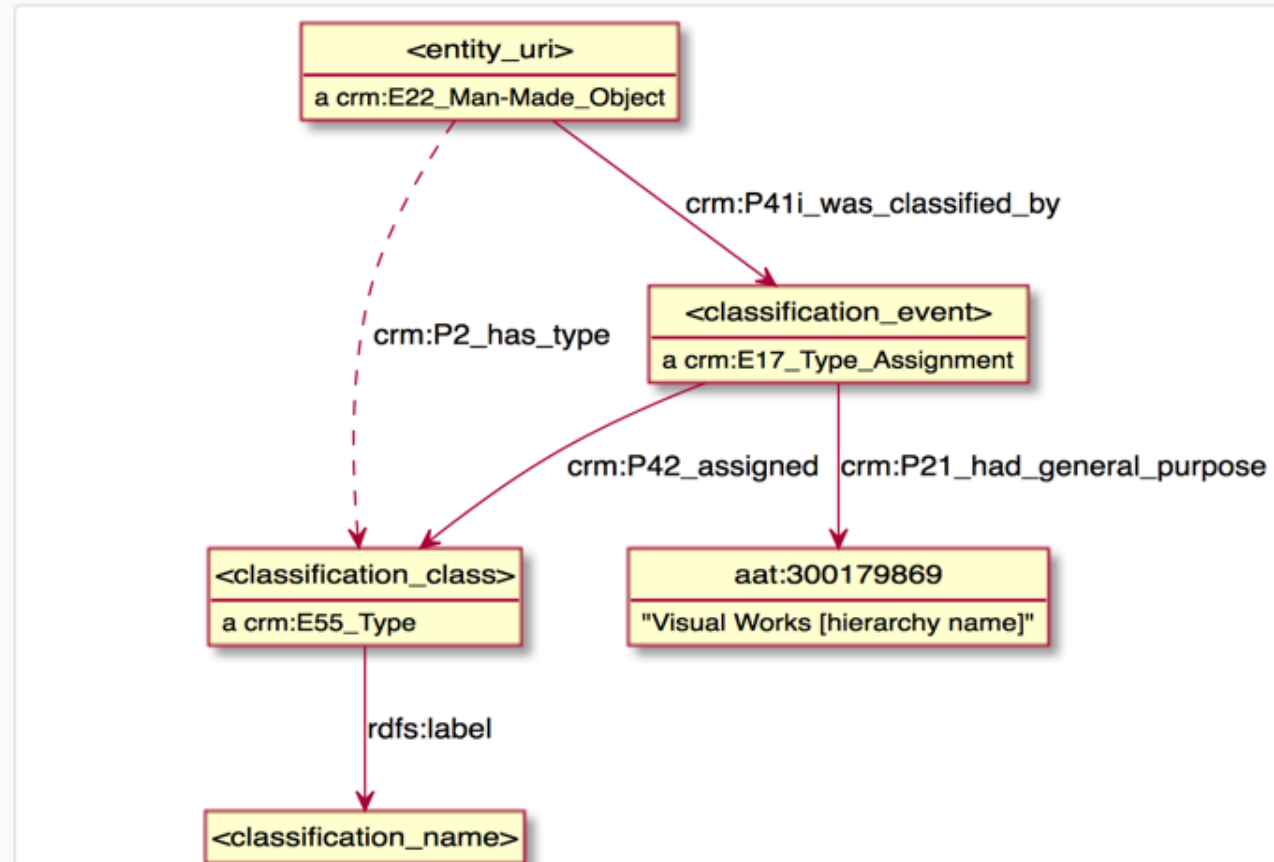 <entity_uri>
a crm:E22_Man-Made_Object
crm:P41i_was_classified_by
<classification_event>
crm:P2_has_type
a crm:E17_Type_Assignment
crm:P42_assigned
crm:P21_had_general_purpose
<classification_class>
aat:300179869
a crm:E55_Type
"Visual Works [hierarchy name]"
rdfs:label
<classification_name>